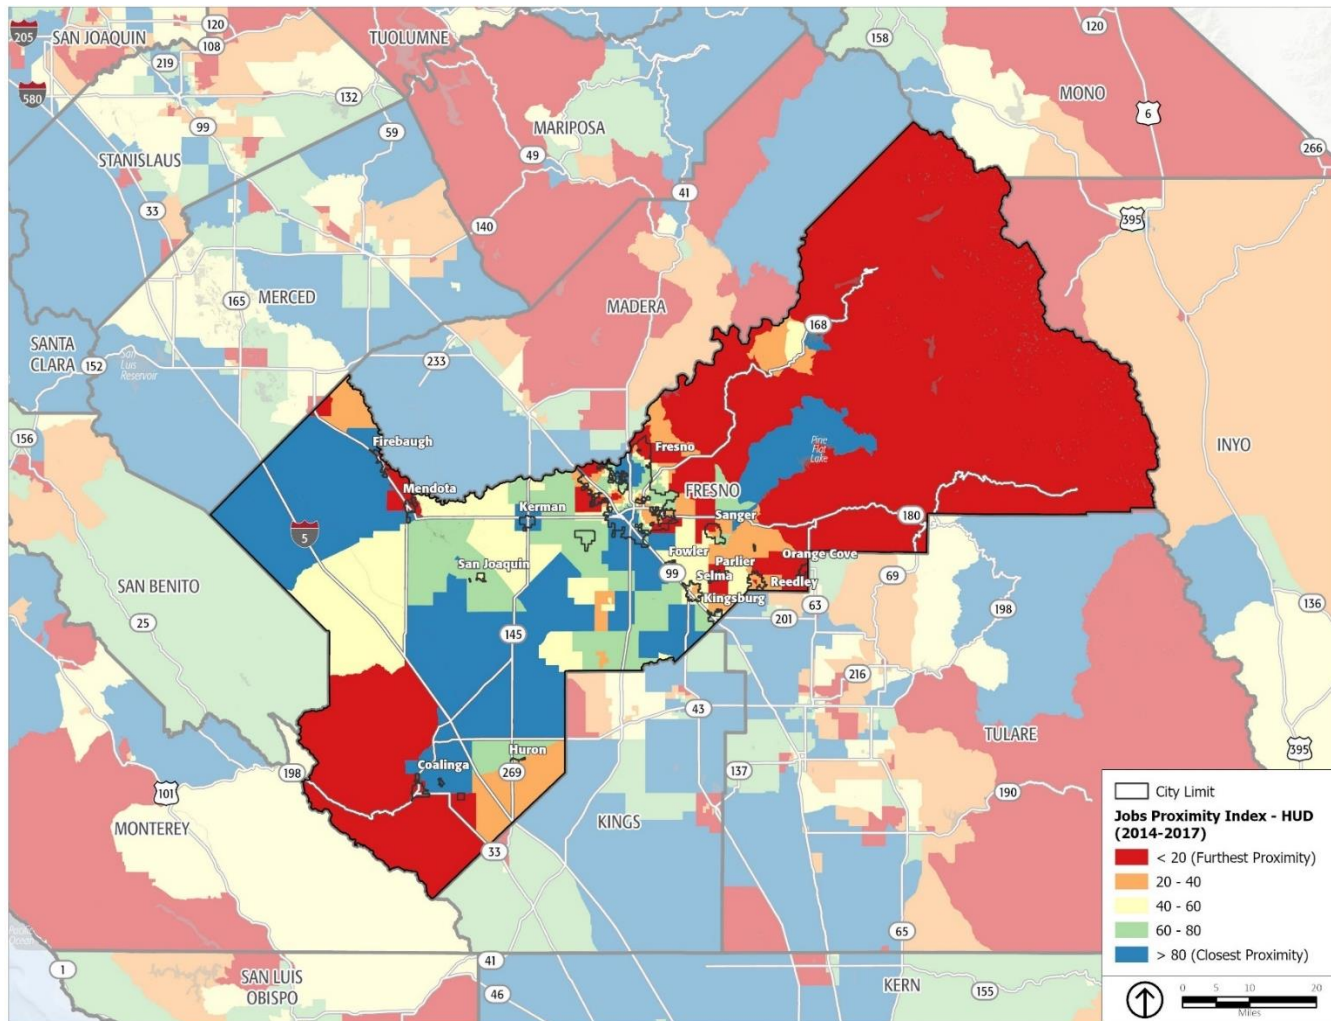 205
SAN JOAQUIN
120
108
TUOLUMNE
158
120
219
580
132
MONO
6
99
59
MARIPOSA
266
STANISLAUS
49
41
33
395
140
165
MERCED
MADERA
168
SANTA
CLARA
152
San
Luis
Reservoir
233
156
INYO
Firebaugh
Fresno
Pine
Flat
Lake
Mendota
FRESNO
Kerman
Sanger
180
5
Fowler
Parlier
Orange Cove
San Joaquin
99
Selma
Reedley
69
SAN BENITO
Kingsburg
63
198
136
25
201
145
216
43
TULARE
Huron
395
Coalinga
198
269
137
101
190
MONTEREY
KINGS
33
65
Pacific
Ocean
41
1
SAN LUIS
OBISPO
46
KERN
155
City Limit
Jobs Proximity Index - HUD
(2014-2017)
< 20 (Furthest Proximity)
20 - 40
40 - 60
60 - 80
> 80 (Closest Proximity)
0 5 10 20
Miles